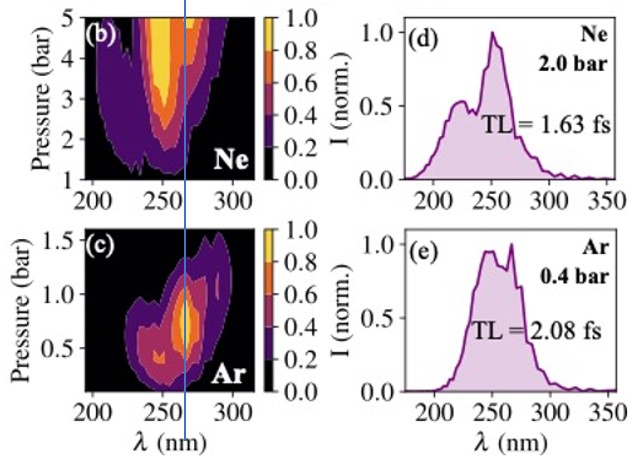 (b)
Pressure (bar)
5
4
3
2
1
200
250
300
Ne
1.0
0.8
0.6
0.4
0.2
0.0
(d)
I (norm.)
1.0
0.5
0.0
200
250
300
350
Ne
2.0 bar
TL = 1.63 fs
(c)
Pressure (bar)
1.5
1.0
0.5
200
250
300
λ (nm)
Ar
1.0
0.8
0.6
0.4
0.2
0.0
(e)
I (norm.)
1.0
0.5
0.0
200
250
300
350
λ (nm)
Ar
0.4 bar
TL = 2.08 fs